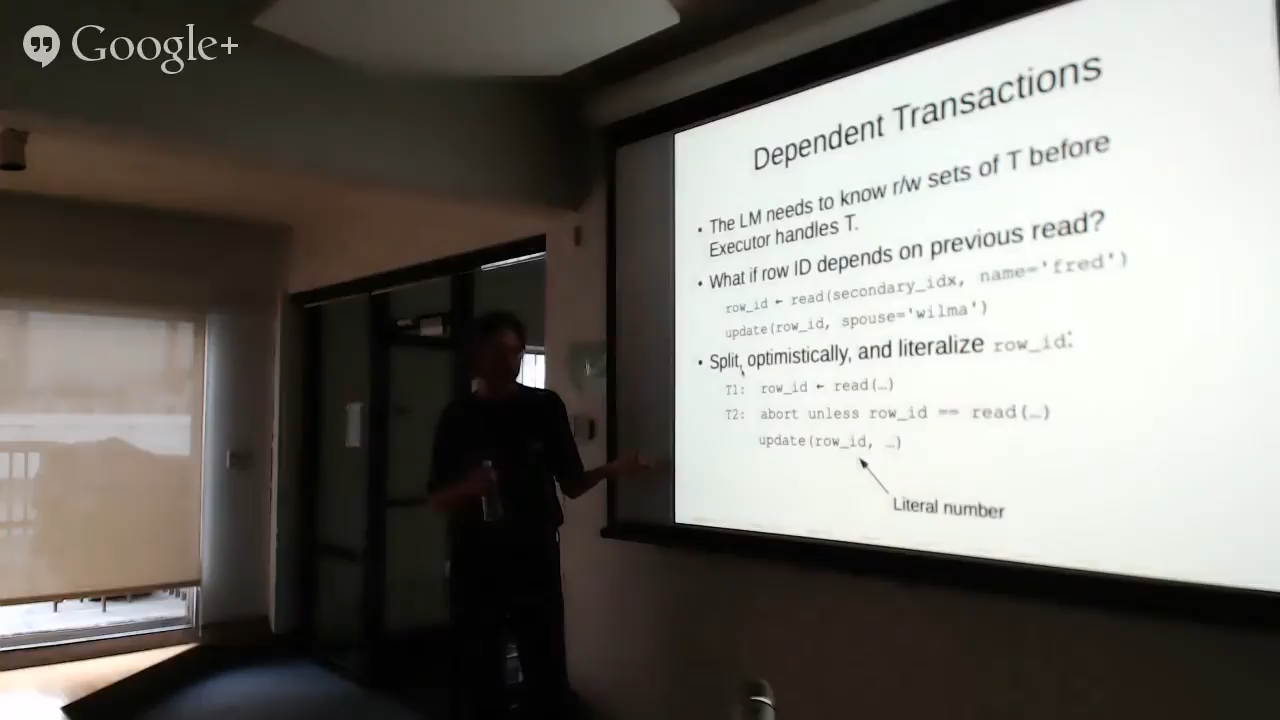 Google+
Dependent Transactions
• The LM needs to know r/w sets of T before
Executor handles T.
• What if row ID depends on previous read?
row_id ← read(secondary_idx, name='fred')
update(row_id, spouse='wilma')
• Split, optimistically, and literalize row_id:
T1: row_id ← read(…)
T2: abort unless row_id == read(…)
update(row_id, …)
Literal number